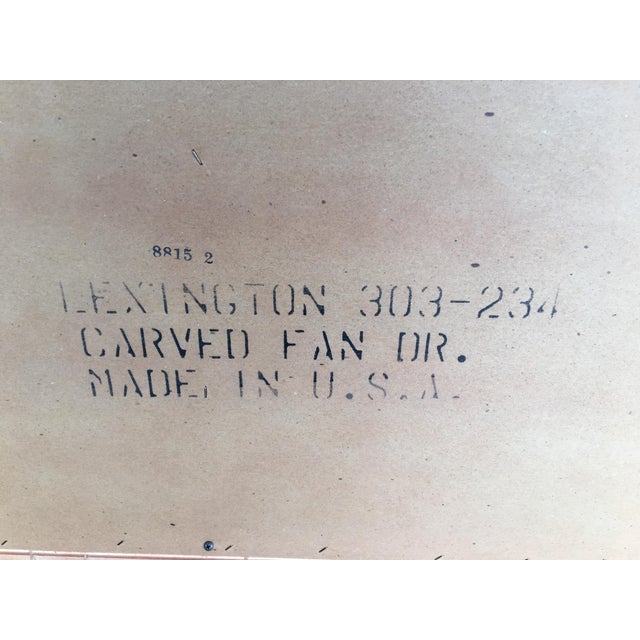 8815 2
LEXINGTON 303-234
CARVED FAN DR.
MADE IN U.S.A.